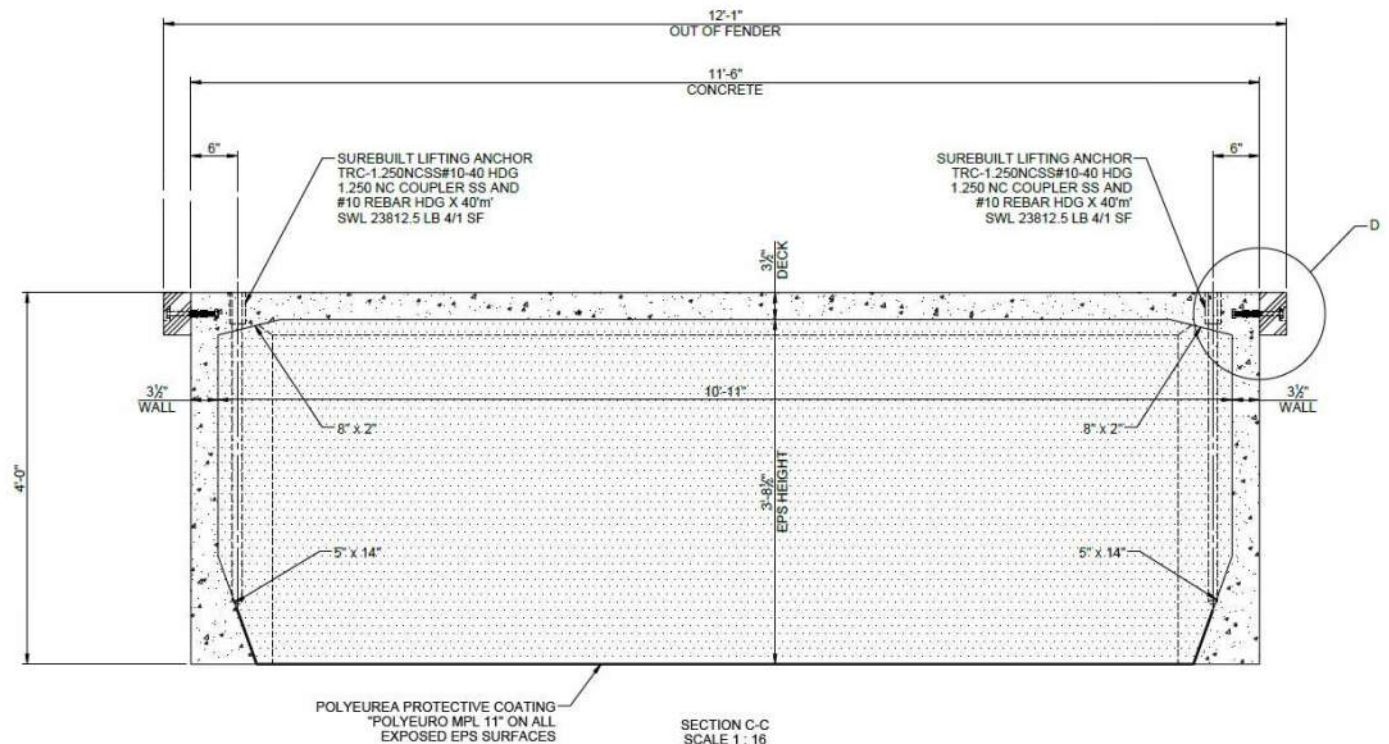 12'-1"
OUT OF FENDER
11'-6"
CONCRETE
6"
6"
SUREBUILT LIFTING ANCHOR
TRC-1.250NCSS#10-40 HDG
1.250 NC COUPLER SS AND
#10 REBAR HDG X 40'm'
SWL 23812.5 LB 4/1 SF
SUREBUILT LIFTING ANCHOR
TRC-1.250NCSS#10-40 HDG
1.250 NC COUPLER SS AND
#10 REBAR HDG X 40'm'
SWL 23812.5 LB 4/1 SF
D
3½"
DECK
3½"
WALL
10'-11"
3½"
WALL
8" x 2"
8" x 2"
4'-0"
3'-8½"
EPS HEIGHT
5" x 14"
5" x 14"
POLYEUREA PROTECTIVE COATING
"POLYEURO MPL 11" ON ALL
EXPOSED EPS SURFACES
SECTION C-C
SCALE 1 : 16